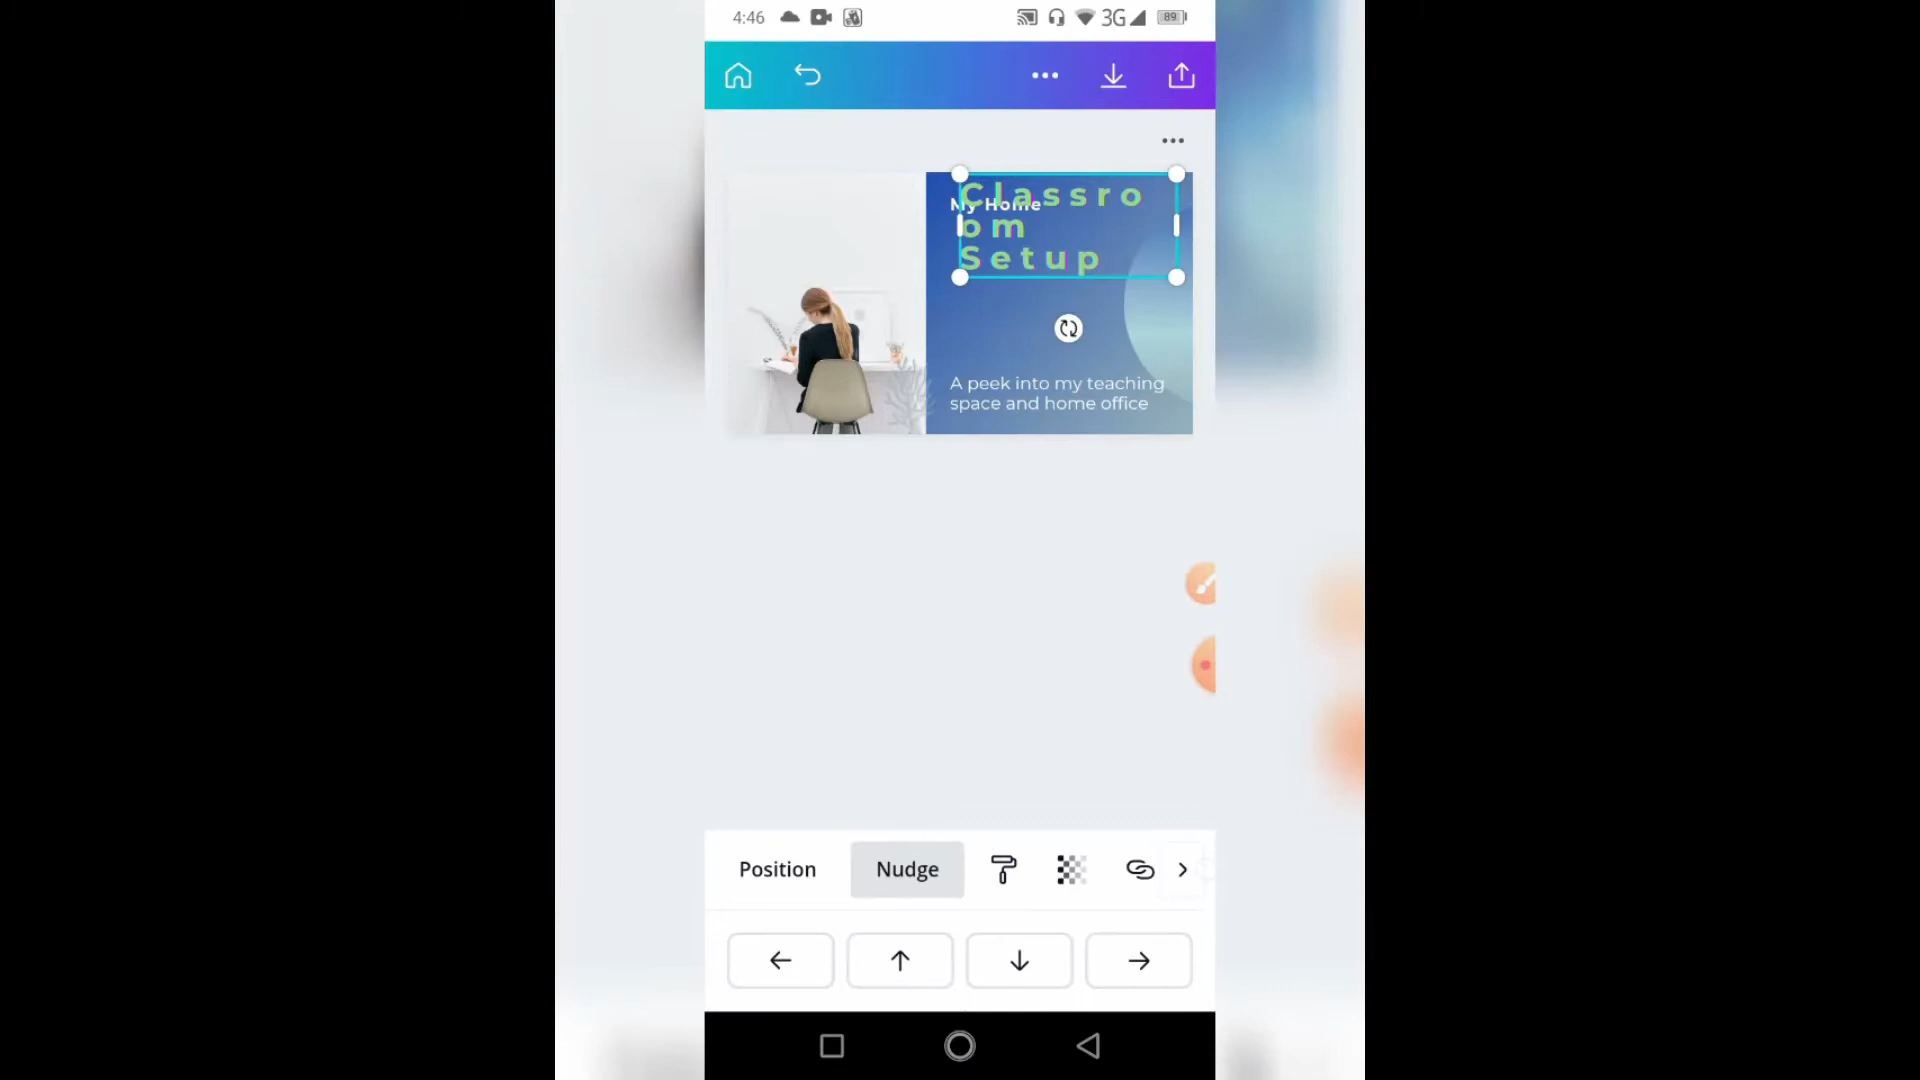 4:46
3G
89
Classro
My Home
om
Setup
A peek into my teaching
space and home office
Position
Nudge